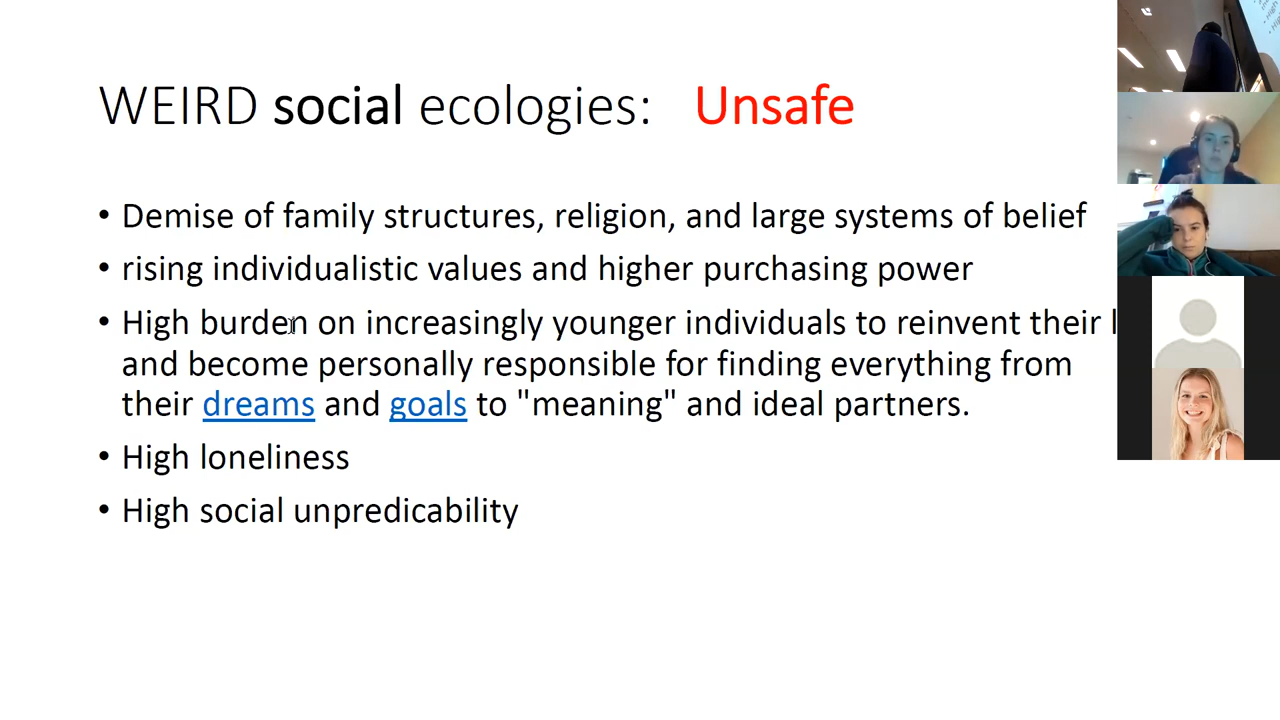 WEIRD social ecologies: Unsafe
• Demise of family structures, religion, and large systems of belief
• rising individualistic values and higher purchasing power
• High burden on increasingly younger individuals to reinvent their
and become personally responsible for finding everything from
their dreams and goals to "meaning" and ideal partners.
• High loneliness
• High social unpredicability